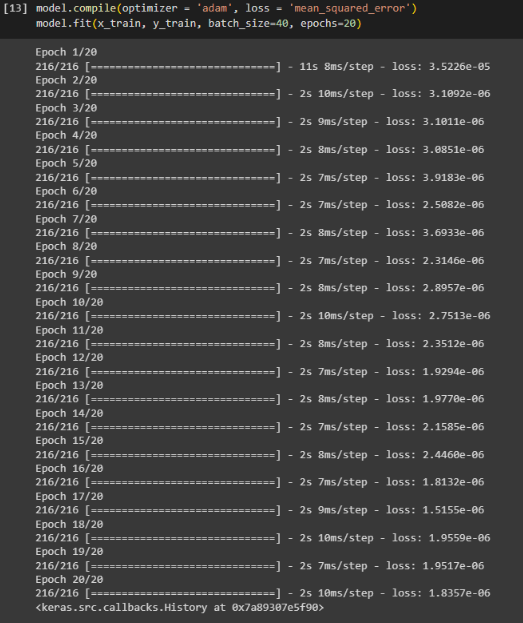 [13] model.compile(optimizer = 'adam', loss = 'mean_squared_error')
model.fit(x_train, y_train, batch_size=40, epochs=20)
Epoch 1/20
216/216 [==============================] - 11s 8ms/step - loss: 3.5226e-05
Epoch 2/20
216/216 [==============================] - 2s 10ms/step - loss: 3.1092e-06
Epoch 3/20
216/216 [==============================] - 2s 9ms/step - loss: 3.1011e-06
Epoch 4/20
216/216 [==============================] - 2s 8ms/step - loss: 3.0851e-06
Epoch 5/20
216/216 [==============================] - 2s 7ms/step - loss: 3.9183e-06
Epoch 6/20
216/216 [==============================] - 2s 7ms/step - loss: 2.5082e-06
Epoch 7/20
216/216 [==============================] - 2s 8ms/step - loss: 3.6933e-06
Epoch 8/20
216/216 [==============================] - 2s 7ms/step - loss: 2.3146e-06
Epoch 9/20
216/216 [==============================] - 2s 8ms/step - loss: 2.8957e-06
Epoch 10/20
216/216 [==============================] - 2s 10ms/step - loss: 2.7513e-06
Epoch 11/20
216/216 [==============================] - 2s 8ms/step - loss: 2.3512e-06
Epoch 12/20
216/216 [==============================] - 2s 7ms/step - loss: 1.9294e-06
Epoch 13/20
216/216 [==============================] - 2s 8ms/step - loss: 1.9770e-06
Epoch 14/20
216/216 [==============================] - 2s 7ms/step - loss: 2.1585e-06
Epoch 15/20
216/216 [==============================] - 2s 8ms/step - loss: 2.4460e-06
Epoch 16/20
216/216 [==============================] - 2s 7ms/step - loss: 1.8132e-06
Epoch 17/20
216/216 [==============================] - 2s 9ms/step - loss: 1.5155e-06
Epoch 18/20
216/216 [==============================] - 2s 10ms/step - loss: 1.9559e-06
Epoch 19/20
216/216 [==============================] - 2s 7ms/step - loss: 1.9517e-06
Epoch 20/20
216/216 [==============================] - 2s 10ms/step - loss: 1.8357e-06
<keras.src.callbacks.History at 0x7a89307e5f90>